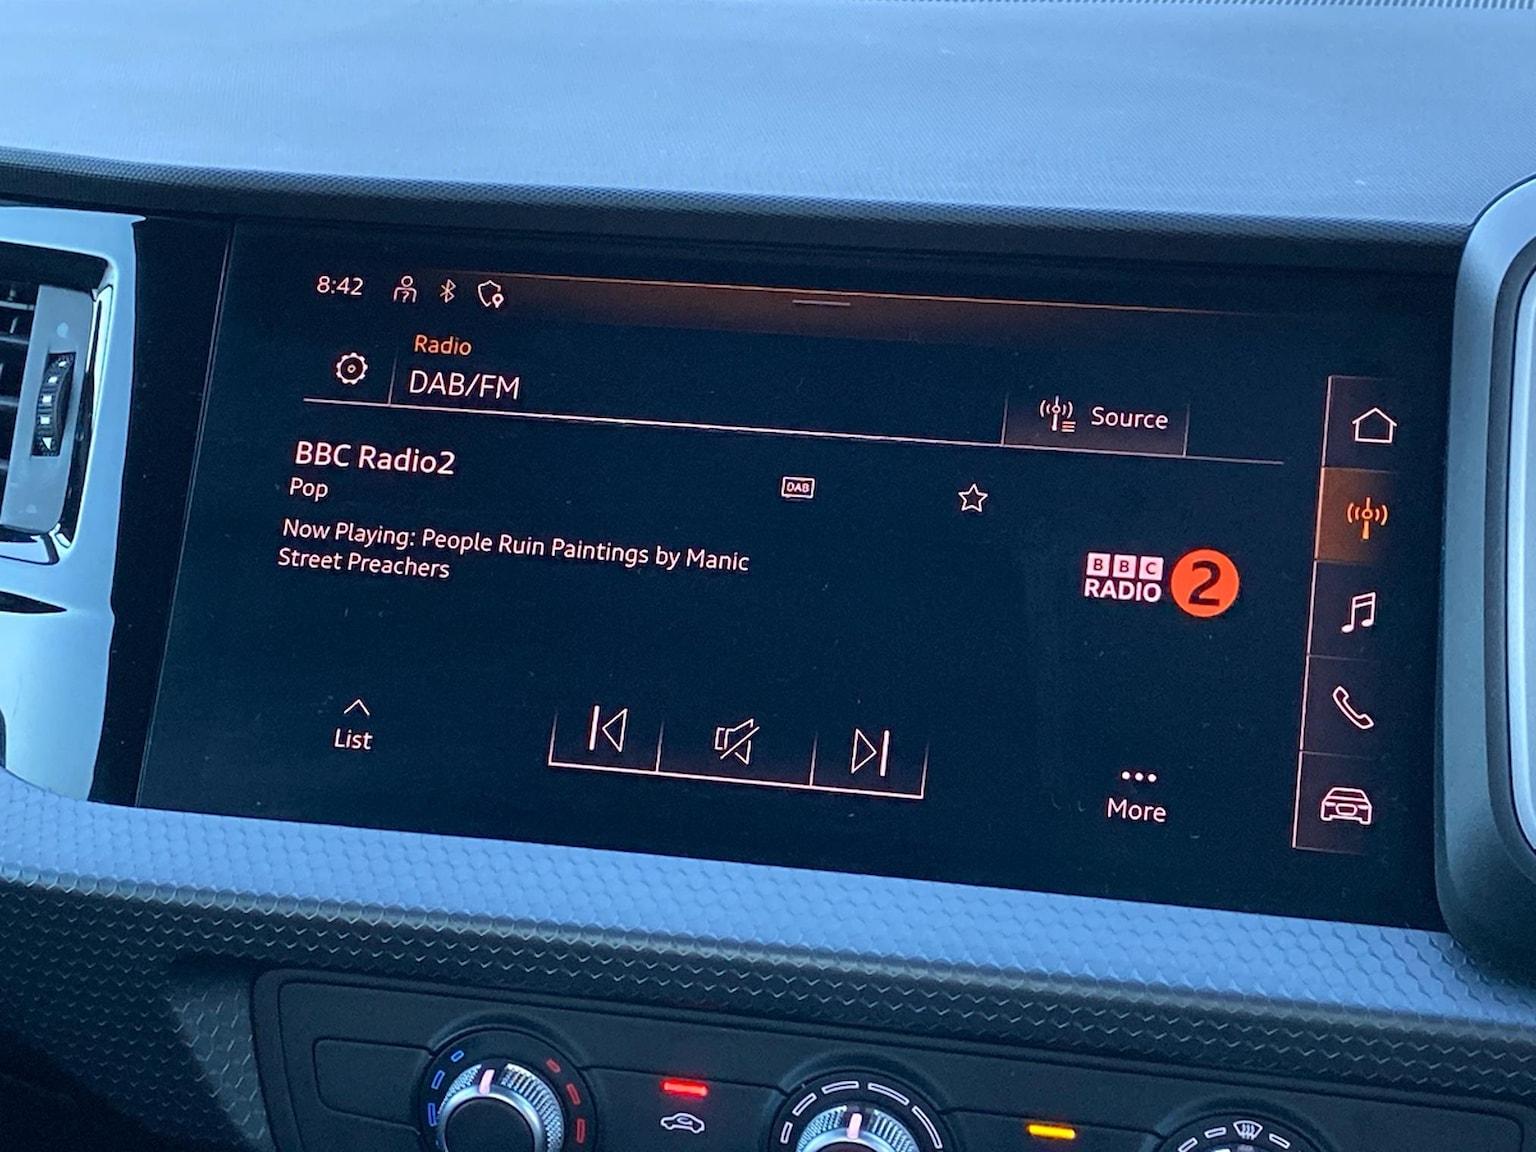 8:42
Radio
DAB/FM
Source
BBC Radio2
DAB
Pop
Now Playing: People Ruin Paintings by Manic
Street Preachers
BBC
RADIO 2
List
More